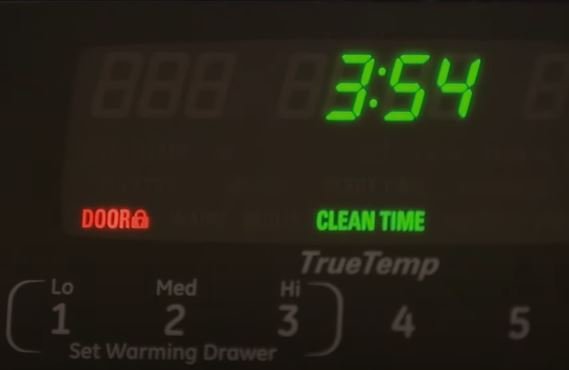 3:54
DOOR CLEAN TIME
TrueTemp
Lo Med Hi
1 2 3 4 5
Set Warming Drawer